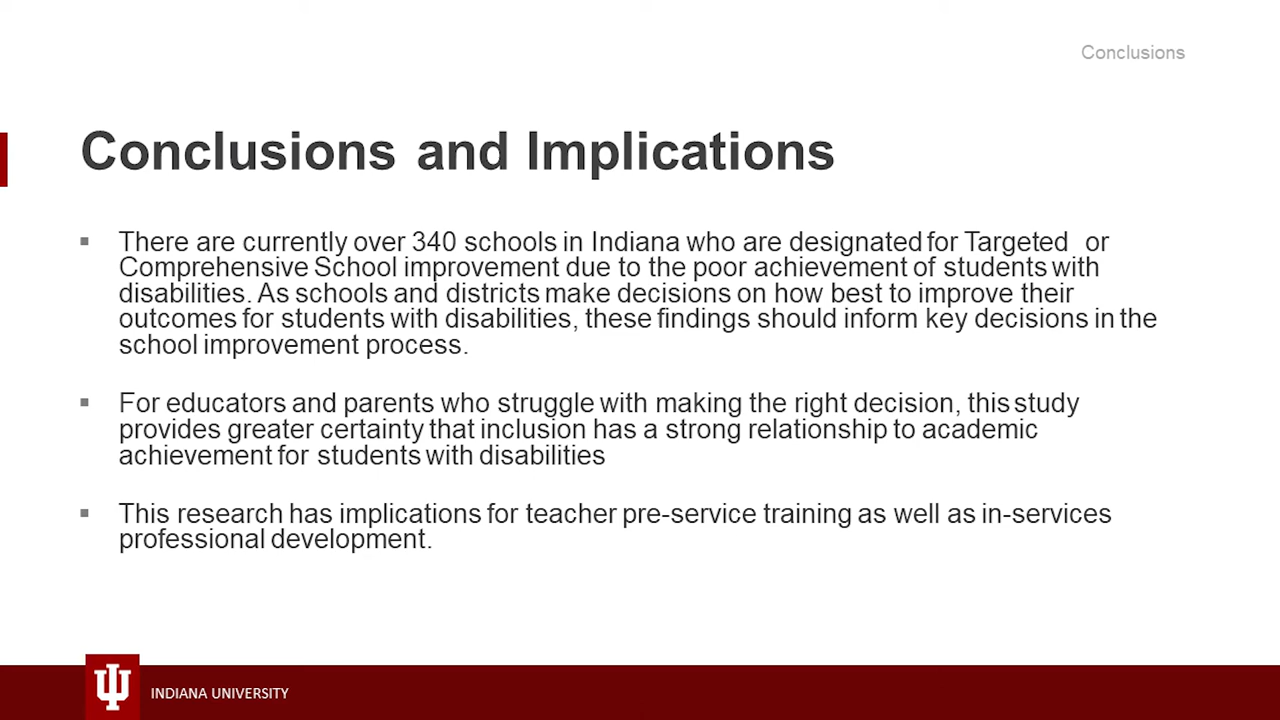 Conclusions
Conclusions and Implications
▪ There are currently over 340 schools in Indiana who are designated for Targeted or
Comprehensive School improvement due to the poor achievement of students with
disabilities. As schools and districts make decisions on how best to improve their
outcomes for students with disabilities, these findings should inform key decisions in the
school improvement process.
▪ For educators and parents who struggle with making the right decision, this study
provides greater certainty that inclusion has a strong relationship to academic
achievement for students with disabilities
▪ This research has implications for teacher pre-service training as well as in-services
professional development.
INDIANA UNIVERSITY